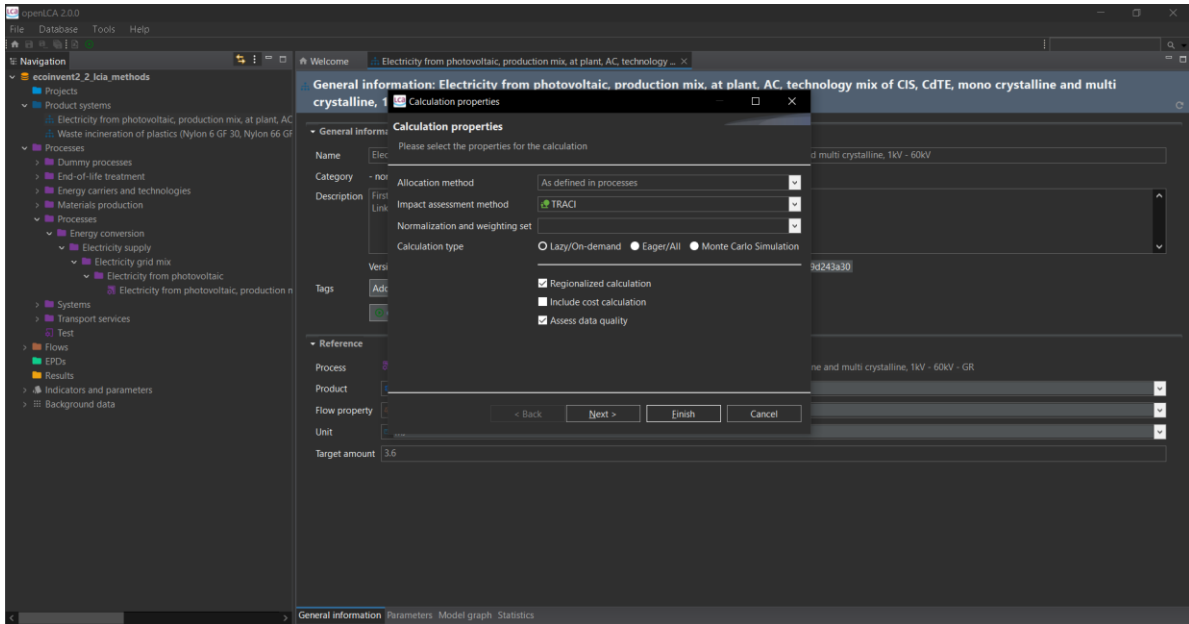 LCA openLCA 2.0.0
File Database Tools Help
Navigation
ecoinvent2_2_lcia_methods
Projects
Product systems
Electricity from photovoltaic, production mix, at plant, AC
Waste incineration of plastics (Nylon 6 GF 30, Nylon 66 GF
Processes
Dummy processes
End-of-life treatment
Energy carriers and technologies
Materials production
Processes
Energy conversion
Electricity supply
Electricity grid mix
Electricity from photovoltaic
Electricity from photovoltaic, production n
Systems
Transport services
Test
Flows
EPDs
Results
Indicators and parameters
Background data
Welcome Electricity from photovoltaic, production mix, at plant, AC, technology ...
General information: Electricity from photovoltaic, production mix, at plant, AC, technology mix of CIS, CdTE, mono crystalline and multi
crystalline, 1
General informa
Name Elec d multi crystalline, 1kV - 60kV
Category - nor
Description First
Link
Versi 9d243a30
Tags Add
Reference
Process ne and multi crystalline, 1kV - 60kV - GR
Product
Flow property
Unit
Target amount 3.6
LCA Calculation properties
Calculation properties
Please select the properties for the calculation
Allocation method As defined in processes
Impact assessment method TRACI
Normalization and weighting set
Calculation type Lazy/On-demand Eager/All Monte Carlo Simulation
Regionalized calculation
Include cost calculation
Assess data quality
< Back Next > Finish Cancel
General information Parameters Model graph Statistics